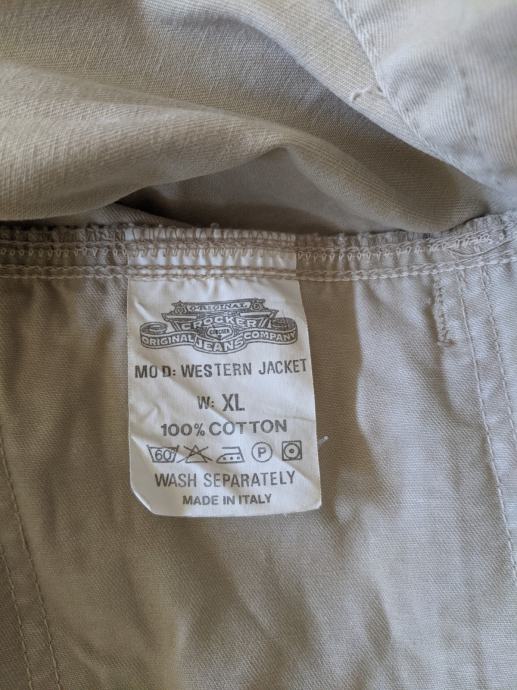 ORIGINAL
CROCKER
ORIGINAL JEANS COMPANY
MOD: WESTERN JACKET
W: XL
100% COTTON
60° P
WASH SEPARATELY
MADE IN ITALY